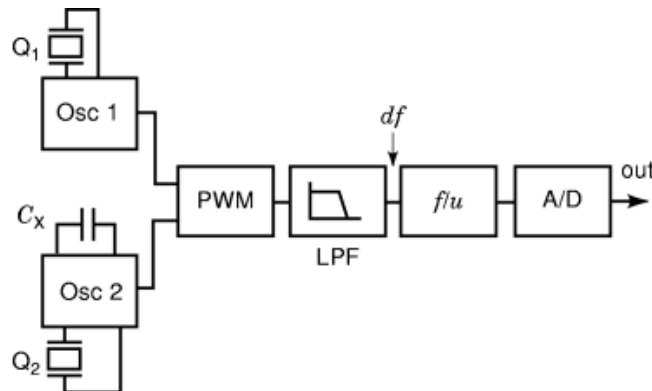 Q₁
Osc 1
df
out
PWM
f/u
A/D
Cₓ
LPF
Osc 2
Q₂